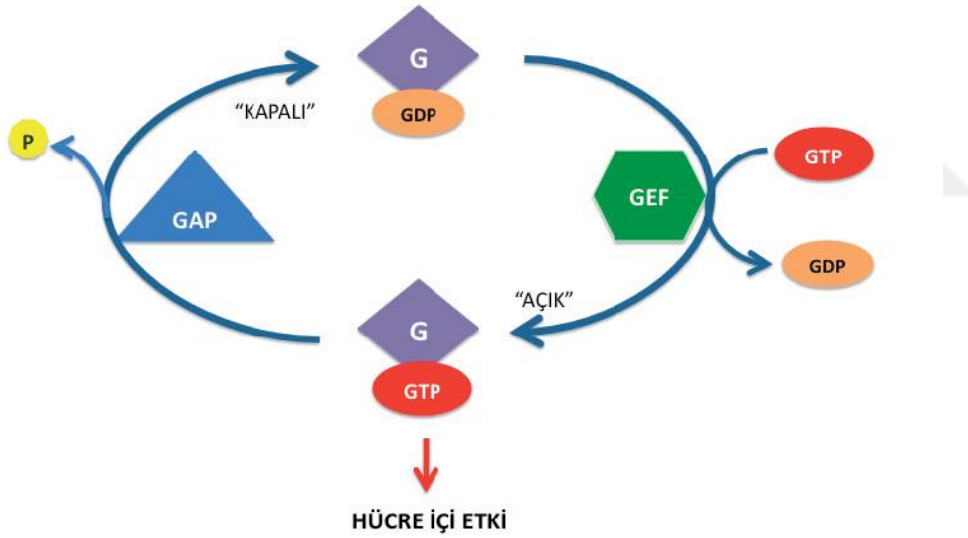 G
GDP
"KAPALI"
P
GAP
GEF
GTP
GDP
"AÇIK"
G
GTP
HÜCRE İÇİ ETKİ